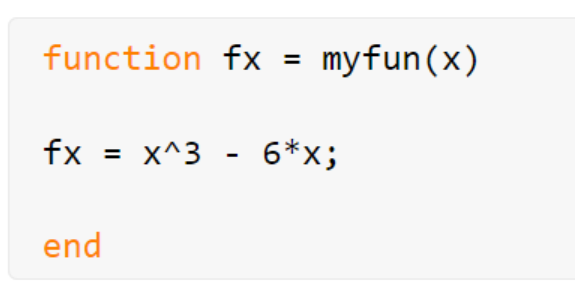 function fx = myfun(x)
fx = x^3 - 6*x;
end